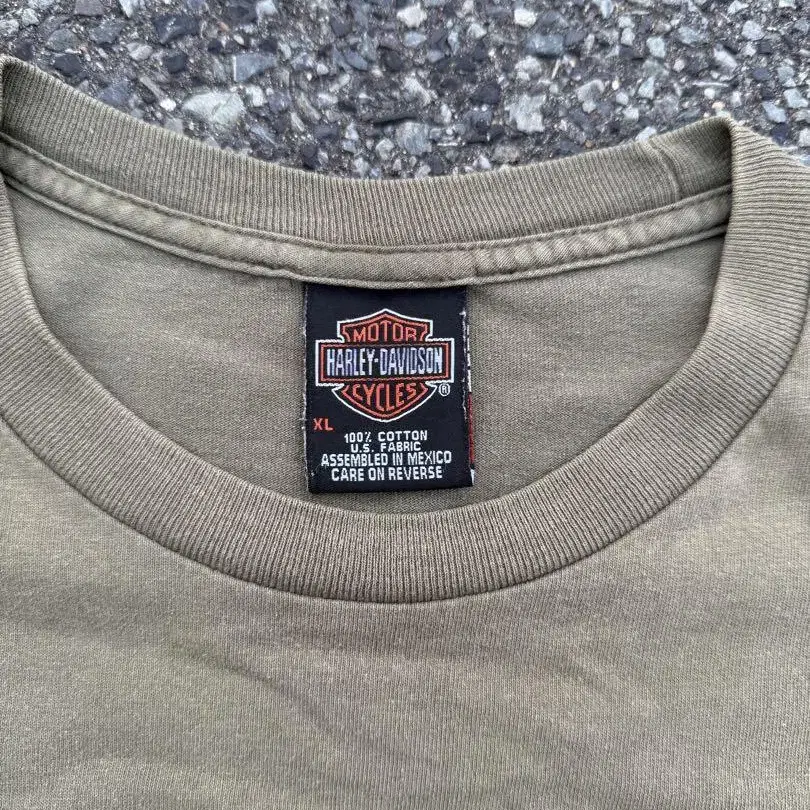 MOTOR
HARLEY-DAVIDSON
CYCLES ®
XL
100% COTTON
U.S. FABRIC
ASSEMBLED IN MEXICO
CARE ON REVERSE